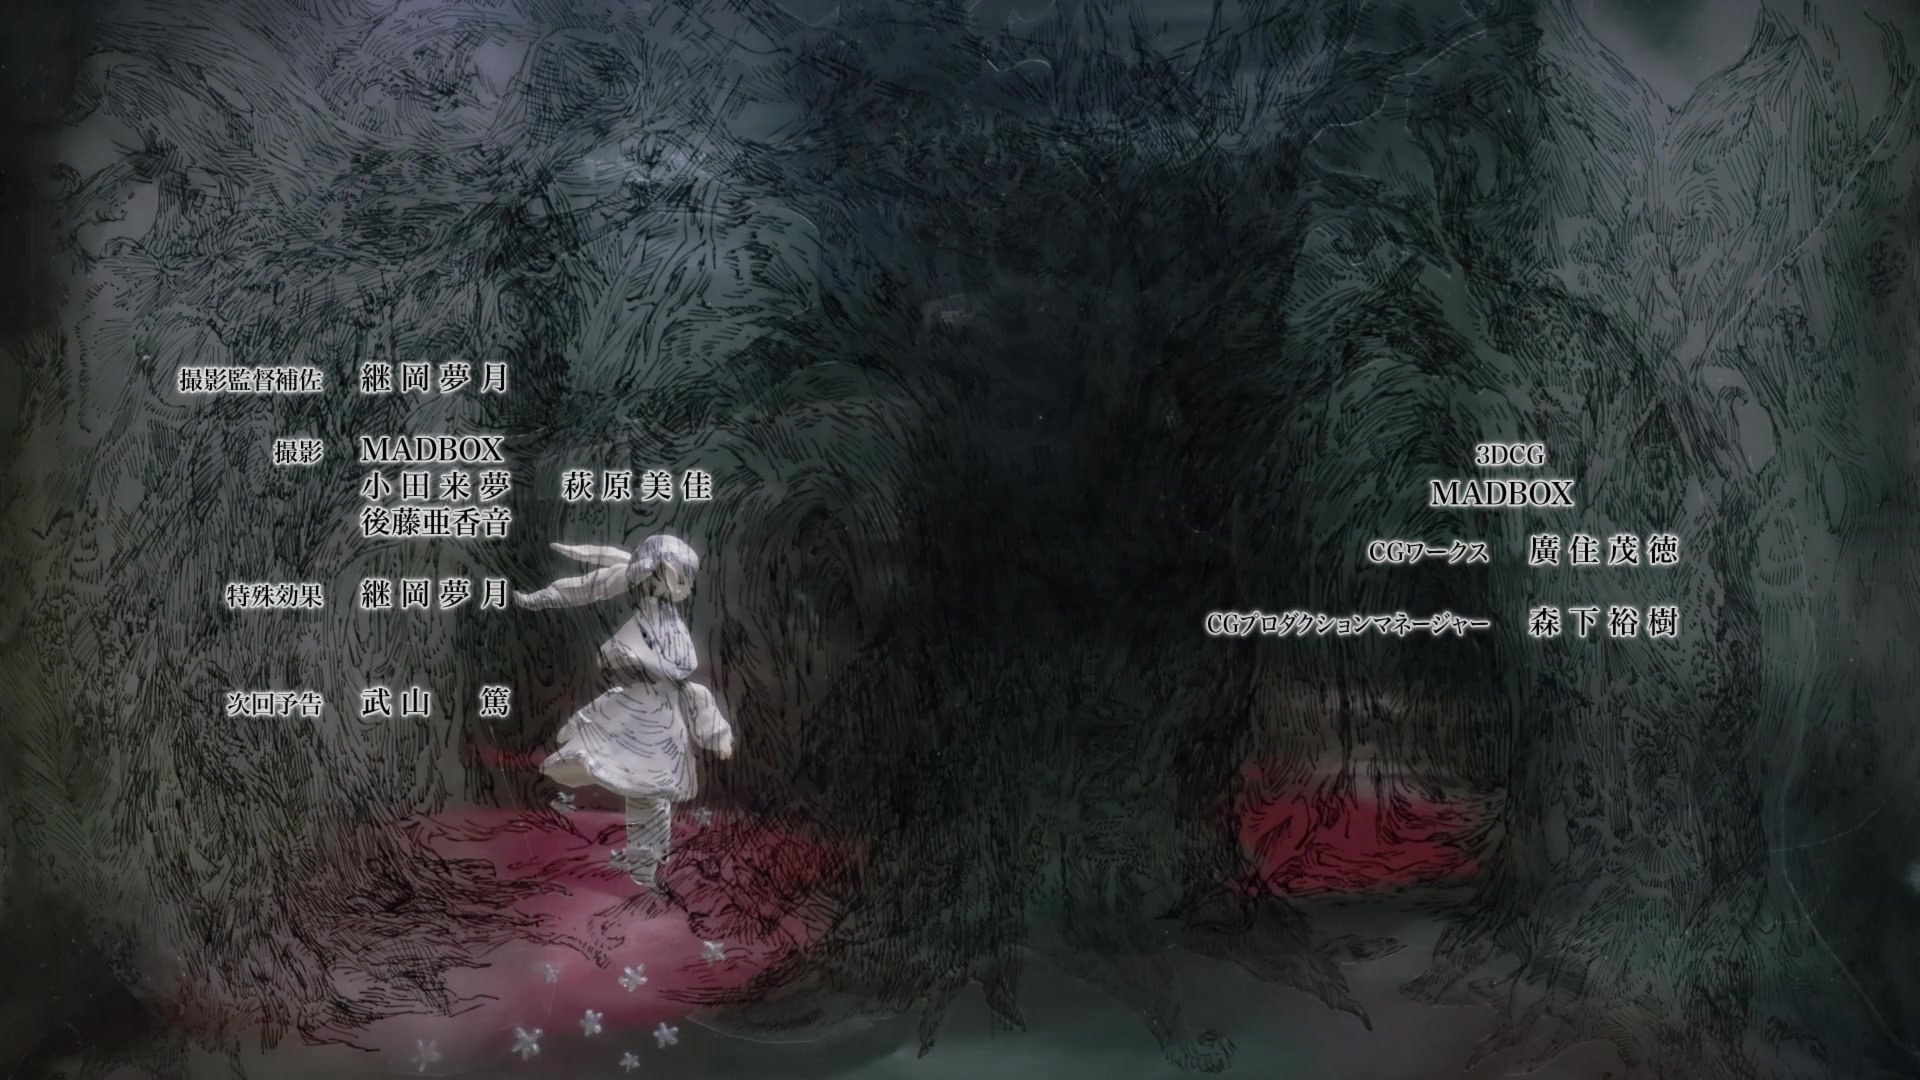 撮影監督補佐 継岡夢月
撮影 MADBOX
小田来夢 萩原美佳
後藤亜香音
特殊効果 継岡夢月
次回予告 武山 篤
3DCG
MADBOX
CGワークス 廣住茂徳
CGプロダクションマネージャー 森下裕樹